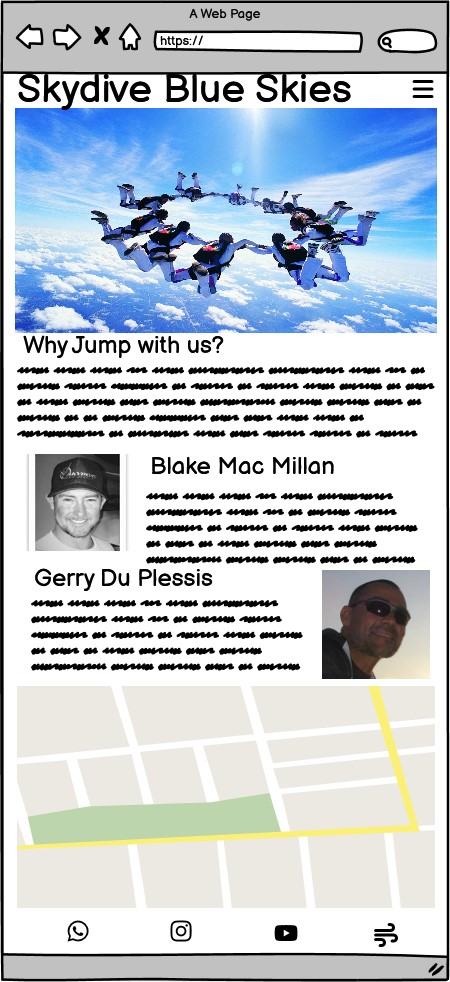 A Web Page
https://
Skydive Blue Skies
Why Jump with us?
Blake Mac Millan
Gerry Du Plessis